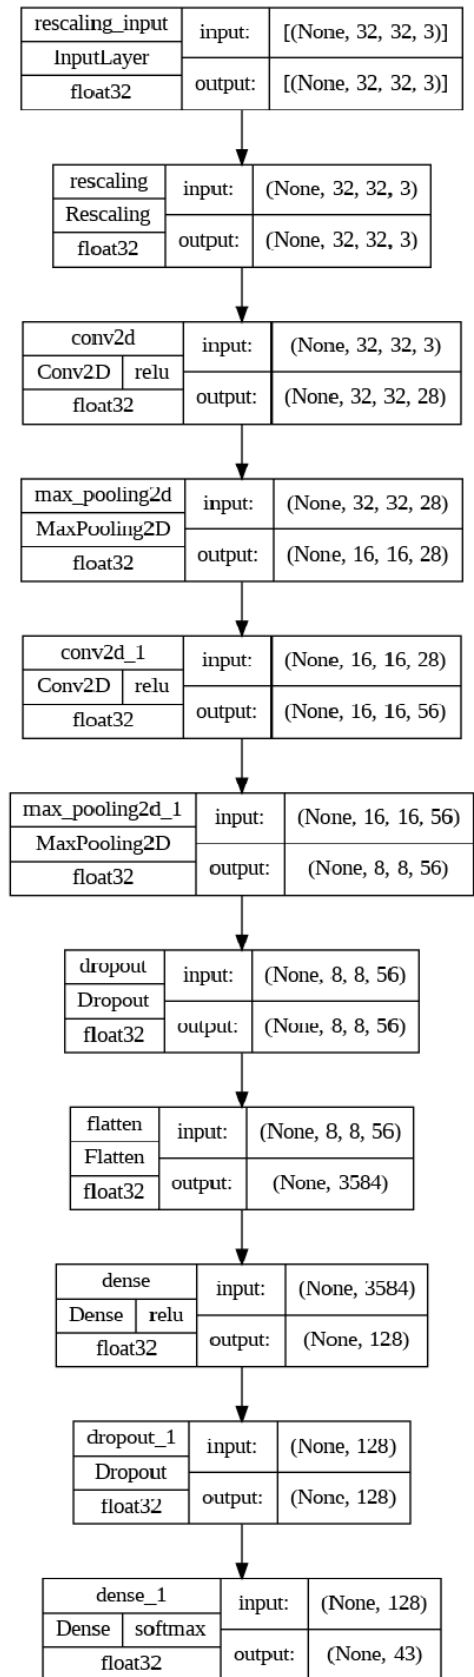 rescaling_input
InputLayer
float32
input: [(None, 32, 32, 3)]
output: [(None, 32, 32, 3)]
rescaling
Rescaling
float32
input: (None, 32, 32, 3)
output: (None, 32, 32, 3)
conv2d
Conv2D relu
float32
input: (None, 32, 32, 3)
output: (None, 32, 32, 28)
max_pooling2d
MaxPooling2D
float32
input: (None, 32, 32, 28)
output: (None, 16, 16, 28)
conv2d_1
Conv2D relu
float32
input: (None, 16, 16, 28)
output: (None, 16, 16, 56)
max_pooling2d_1
MaxPooling2D
float32
input: (None, 16, 16, 56)
output: (None, 8, 8, 56)
dropout
Dropout
float32
input: (None, 8, 8, 56)
output: (None, 8, 8, 56)
flatten
Flatten
float32
input: (None, 8, 8, 56)
output: (None, 3584)
dense
Dense relu
float32
input: (None, 3584)
output: (None, 128)
dropout_1
Dropout
float32
input: (None, 128)
output: (None, 128)
dense_1
Dense softmax
float32
input: (None, 128)
output: (None, 43)